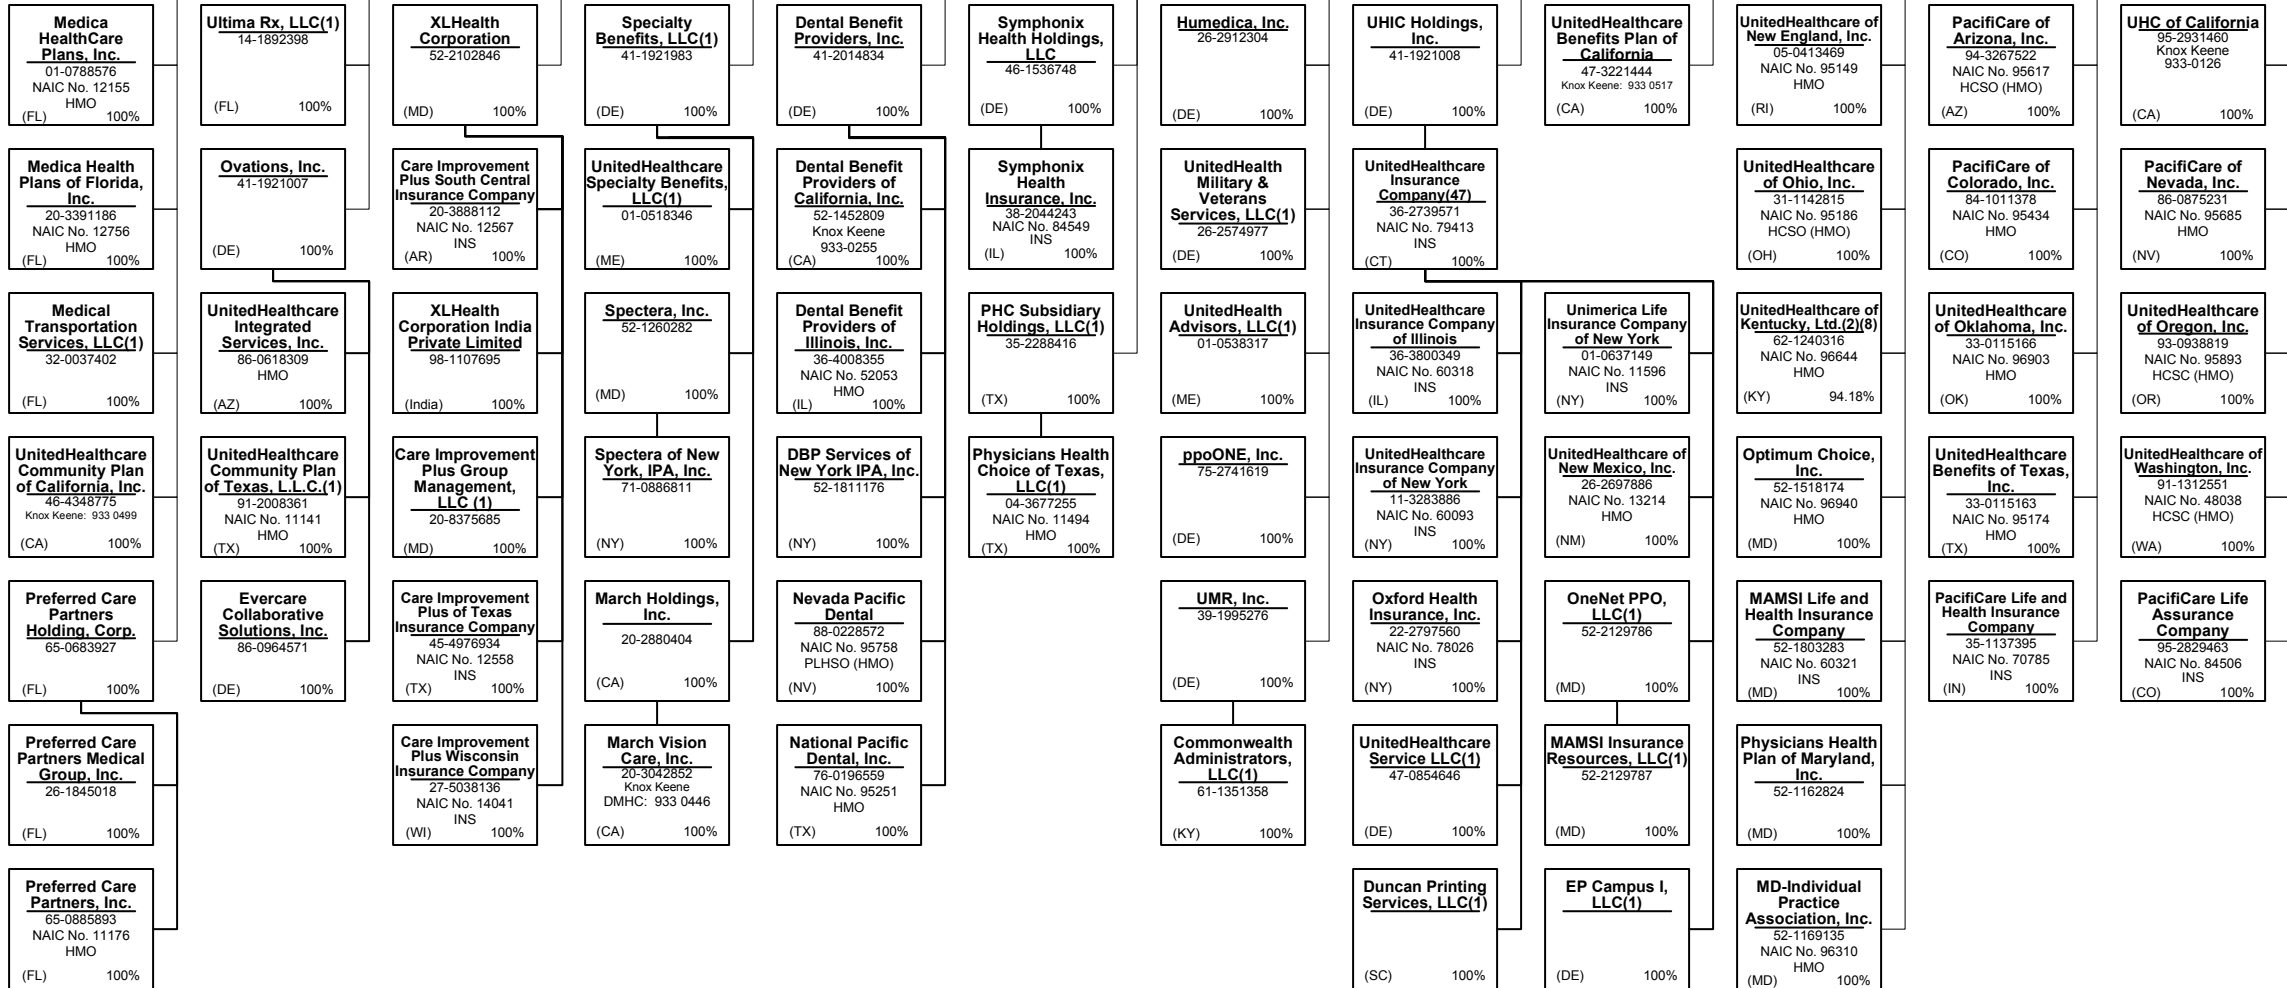 Medica
HealthCare
Plans, Inc.
01-0788576
NAIC No. 12155
HMO
(FL) 100%
Ultima Rx, LLC(1)
14-1892398
(FL) 100%
XLHealth
Corporation
52-2102846
(MD) 100%
Specialty
Benefits, LLC(1)
41-1921983
(DE) 100%
Dental Benefit
Providers, Inc.
41-2014834
(DE) 100%
Symphonix
Health Holdings,
LLC
46-1536748
(DE) 100%
Humedica, Inc.
26-2912304
(DE) 100%
UHIC Holdings,
Inc.
41-1921008
(DE) 100%
UnitedHealthcare
Benefits Plan of
California
47-3221444
Knox Keene: 933 0517
(CA) 100%
UnitedHealthcare of
New England, Inc.
05-0413469
NAIC No. 95149
HMO
(RI) 100%
PacifiCare of
Arizona, Inc.
94-3267522
NAIC No. 95617
HCSO (HMO)
(AZ) 100%
UHC of California
95-2931460
Knox Keene
933-0126
(CA) 100%
Medica Health
Plans of Florida,
Inc.
20-3391186
NAIC No. 12756
HMO
(FL) 100%
Ovations, Inc.
41-1921007
(DE) 100%
Care Improvement
Plus South Central
Insurance Company
20-3888112
NAIC No. 12567
INS
(AR) 100%
UnitedHealthcare
Specialty Benefits,
LLC(1)
01-0518346
(ME) 100%
Dental Benefit
Providers of
California, Inc.
52-1452809
Knox Keene
933-0255
(CA) 100%
Symphonix
Health
Insurance, Inc.
38-2044243
NAIC No. 84549
INS
(IL) 100%
UnitedHealth
Military &
Veterans
Services, LLC(1)
26-2574977
(DE) 100%
UnitedHealthcare
Insurance
Company(47)
36-2739571
NAIC No. 79413
INS
(CT) 100%
UnitedHealthcare
of Ohio, Inc.
31-1142815
NAIC No. 95186
HCSO (HMO)
(OH) 100%
PacifiCare of
Colorado, Inc.
84-1011378
NAIC No. 95434
HMO
(CO) 100%
PacifiCare of
Nevada, Inc.
86-0875231
NAIC No. 95685
HMO
(NV) 100%
Medical
Transportation
Services, LLC(1)
32-0037402
(FL) 100%
UnitedHealthcare
Integrated
Services, Inc.
86-0618309
HMO
(AZ) 100%
XLHealth
Corporation India
Private Limited
98-1107695
(India) 100%
Spectera, Inc.
52-1260282
(MD) 100%
Dental Benefit
Providers of
Illinois, Inc.
36-4008355
NAIC No. 52053
HMO
(IL) 100%
PHC Subsidiary
Holdings, LLC(1)
35-2288416
(TX) 100%
UnitedHealth
Advisors, LLC(1)
01-0538317
(ME) 100%
UnitedHealthcare
Insurance Company
of Illinois
36-3800349
NAIC No. 60318
INS
(IL) 100%
Unimerica Life
Insurance Company
of New York
01-0637149
NAIC No. 11596
INS
(NY) 100%
UnitedHealthcare of
Kentucky, Ltd.(2)(8)
62-1240316
NAIC No. 96644
HMO
(KY) 94.18%
UnitedHealthcare
of Oklahoma, Inc.
33-0115166
NAIC No. 96903
HMO
(OK) 100%
UnitedHealthcare
of Oregon, Inc.
93-0938819
NAIC No. 95893
HCSC (HMO)
(OR) 100%
UnitedHealthcare
Community Plan
of California, Inc.
46-4348775
Knox Keene: 933 0499
(CA) 100%
UnitedHealthcare
Community Plan
of Texas, L.L.C.(1)
91-2008361
NAIC No. 11141
HMO
(TX) 100%
Care Improvement
Plus Group
Management,
LLC (1)
20-8375685
(MD) 100%
Spectera of New
York, IPA, Inc.
71-0886811
(NY) 100%
DBP Services of
New York IPA, Inc.
52-1811176
(NY) 100%
Physicians Health
Choice of Texas,
LLC(1)
04-3677255
NAIC No. 11494
HMO
(TX) 100%
ppoONE, Inc.
75-2741619
(DE) 100%
UnitedHealthcare
Insurance Company
of New York
11-3283886
NAIC No. 60093
INS
(NY) 100%
UnitedHealthcare of
New Mexico, Inc.
26-2697886
NAIC No. 13214
HMO
(NM) 100%
Optimum Choice,
Inc.
52-1518174
NAIC No. 96940
HMO
(MD) 100%
UnitedHealthcare
Benefits of Texas,
Inc.
33-0115163
NAIC No. 95174
HMO
(TX) 100%
UnitedHealthcare of
Washington, Inc.
91-1312551
NAIC No. 48038
HCSC (HMO)
(WA) 100%
Preferred Care
Partners
Holding, Corp.
65-0683927
(FL) 100%
Evercare
Collaborative
Solutions, Inc.
86-0964571
(DE) 100%
Care Improvement
Plus of Texas
Insurance Company
45-4976934
NAIC No. 12558
INS
(TX) 100%
March Holdings,
Inc.
20-2880404
(CA) 100%
Nevada Pacific
Dental
88-0228572
NAIC No. 95758
PLHSO (HMO)
(NV) 100%
UMR, Inc.
39-1995276
(DE) 100%
Oxford Health
Insurance, Inc.
22-2797560
NAIC No. 78026
INS
(NY) 100%
OneNet PPO,
LLC(1)
52-2129786
(MD) 100%
MAMSI Life and
Health Insurance
Company
52-1803283
NAIC No. 60321
INS
(MD) 100%
PacifiCare Life and
Health Insurance
Company
35-1137395
NAIC No. 70785
INS
(IN) 100%
PacifiCare Life
Assurance
Company
95-2829463
NAIC No. 84506
INS
(CO) 100%
Preferred Care
Partners Medical
Group, Inc.
26-1845018
(FL) 100%
Care Improvement
Plus Wisconsin
Insurance Company
27-5038136
NAIC No. 14041
INS
(WI) 100%
March Vision
Care, Inc.
20-3042852
Knox Keene
DMHC: 933 0446
(CA) 100%
National Pacific
Dental, Inc.
76-0196559
NAIC No. 95251
HMO
(TX) 100%
Commonwealth
Administrators,
LLC(1)
61-1351358
(KY) 100%
UnitedHealthcare
Service LLC(1)
47-0854646
(DE) 100%
MAMSI Insurance
Resources, LLC(1)
52-2129787
(MD) 100%
Physicians Health
Plan of Maryland,
Inc.
52-1162824
(MD) 100%
Preferred Care
Partners, Inc.
65-0885893
NAIC No. 11176
HMO
(FL) 100%
Duncan Printing
Services, LLC(1)
(SC) 100%
EP Campus I,
LLC(1)
(DE) 100%
MD-Individual
Practice
Association, Inc.
52-1169135
NAIC No. 96310
HMO
(MD) 100%